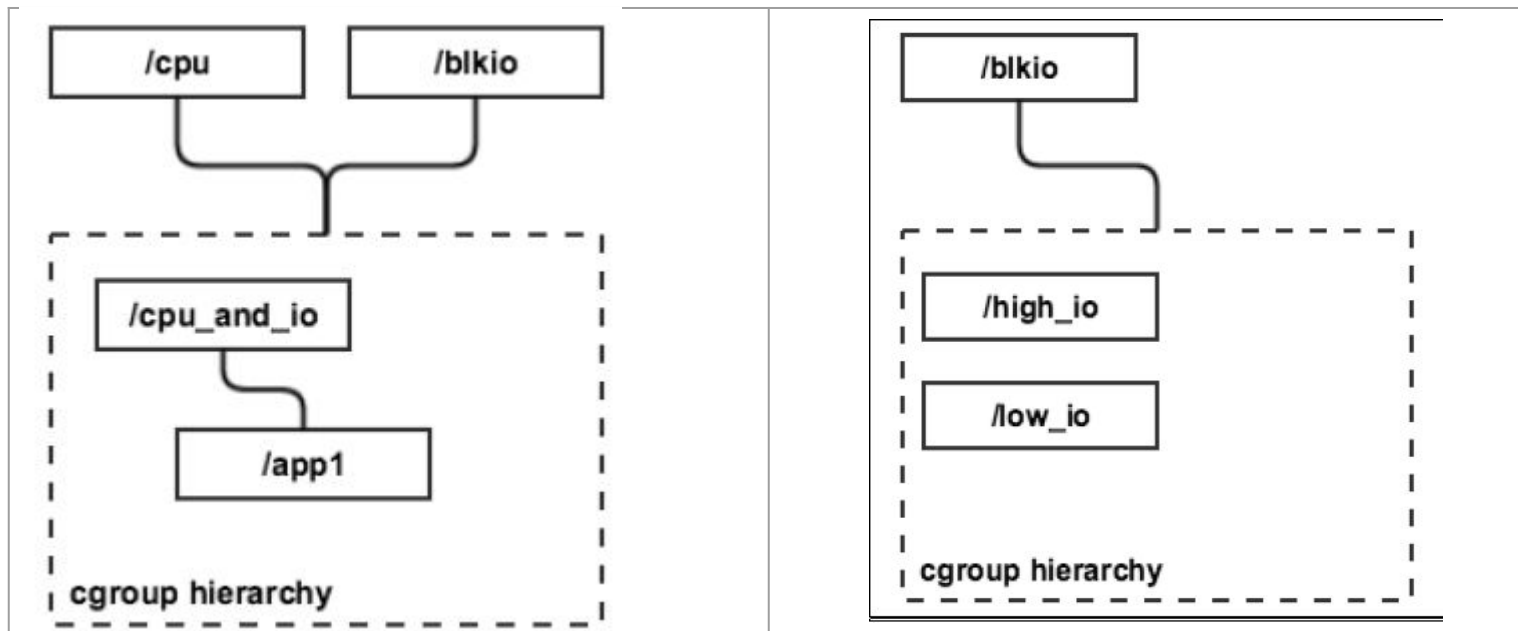 /cpu
/blkio
/cpu_and_io
/app1
cgroup hierarchy
/blkio
/high_io
/low_io
cgroup hierarchy